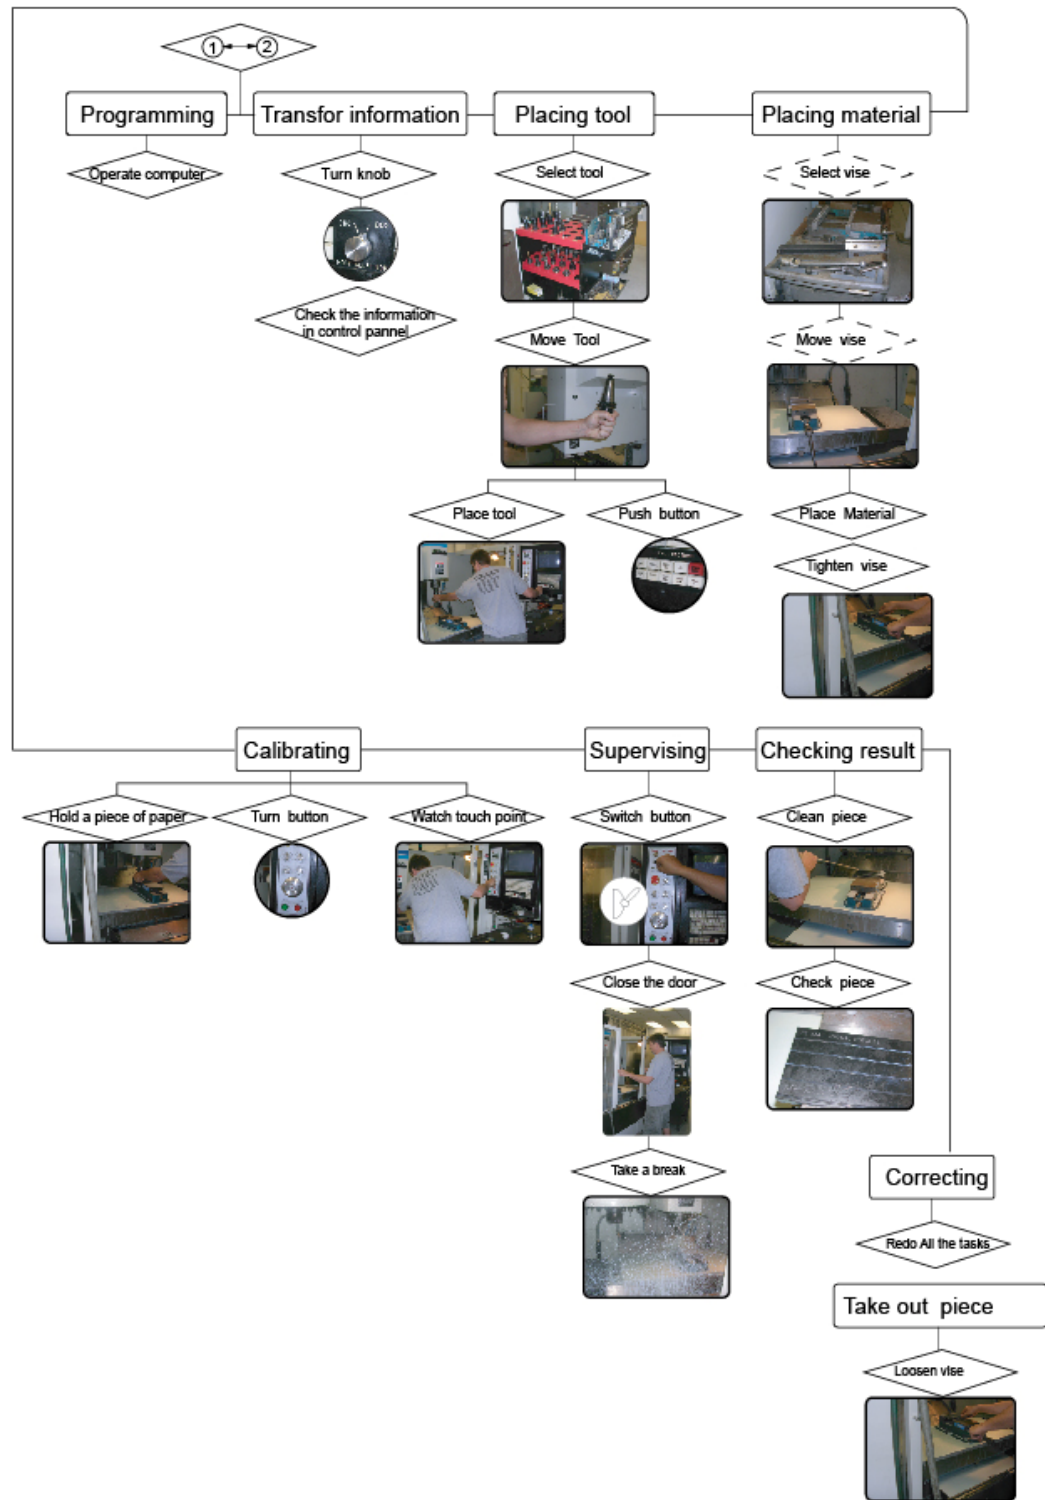 1 2
Programming
Transfor information
Placing tool
Placing material
Operate computer
Turn knob
Select tool
Select vise
Check the information
in control pannel
Move Tool
Move vise
Place tool
Push button
Place Material
Tighten vise
Calibrating
Supervising
Checking result
Hold a piece of paper
Turn button
Watch touch point
Switch button
Clean piece
Close the door
Check piece
Take a break
Correcting
Redo All the tasks
Take out piece
Loosen vise